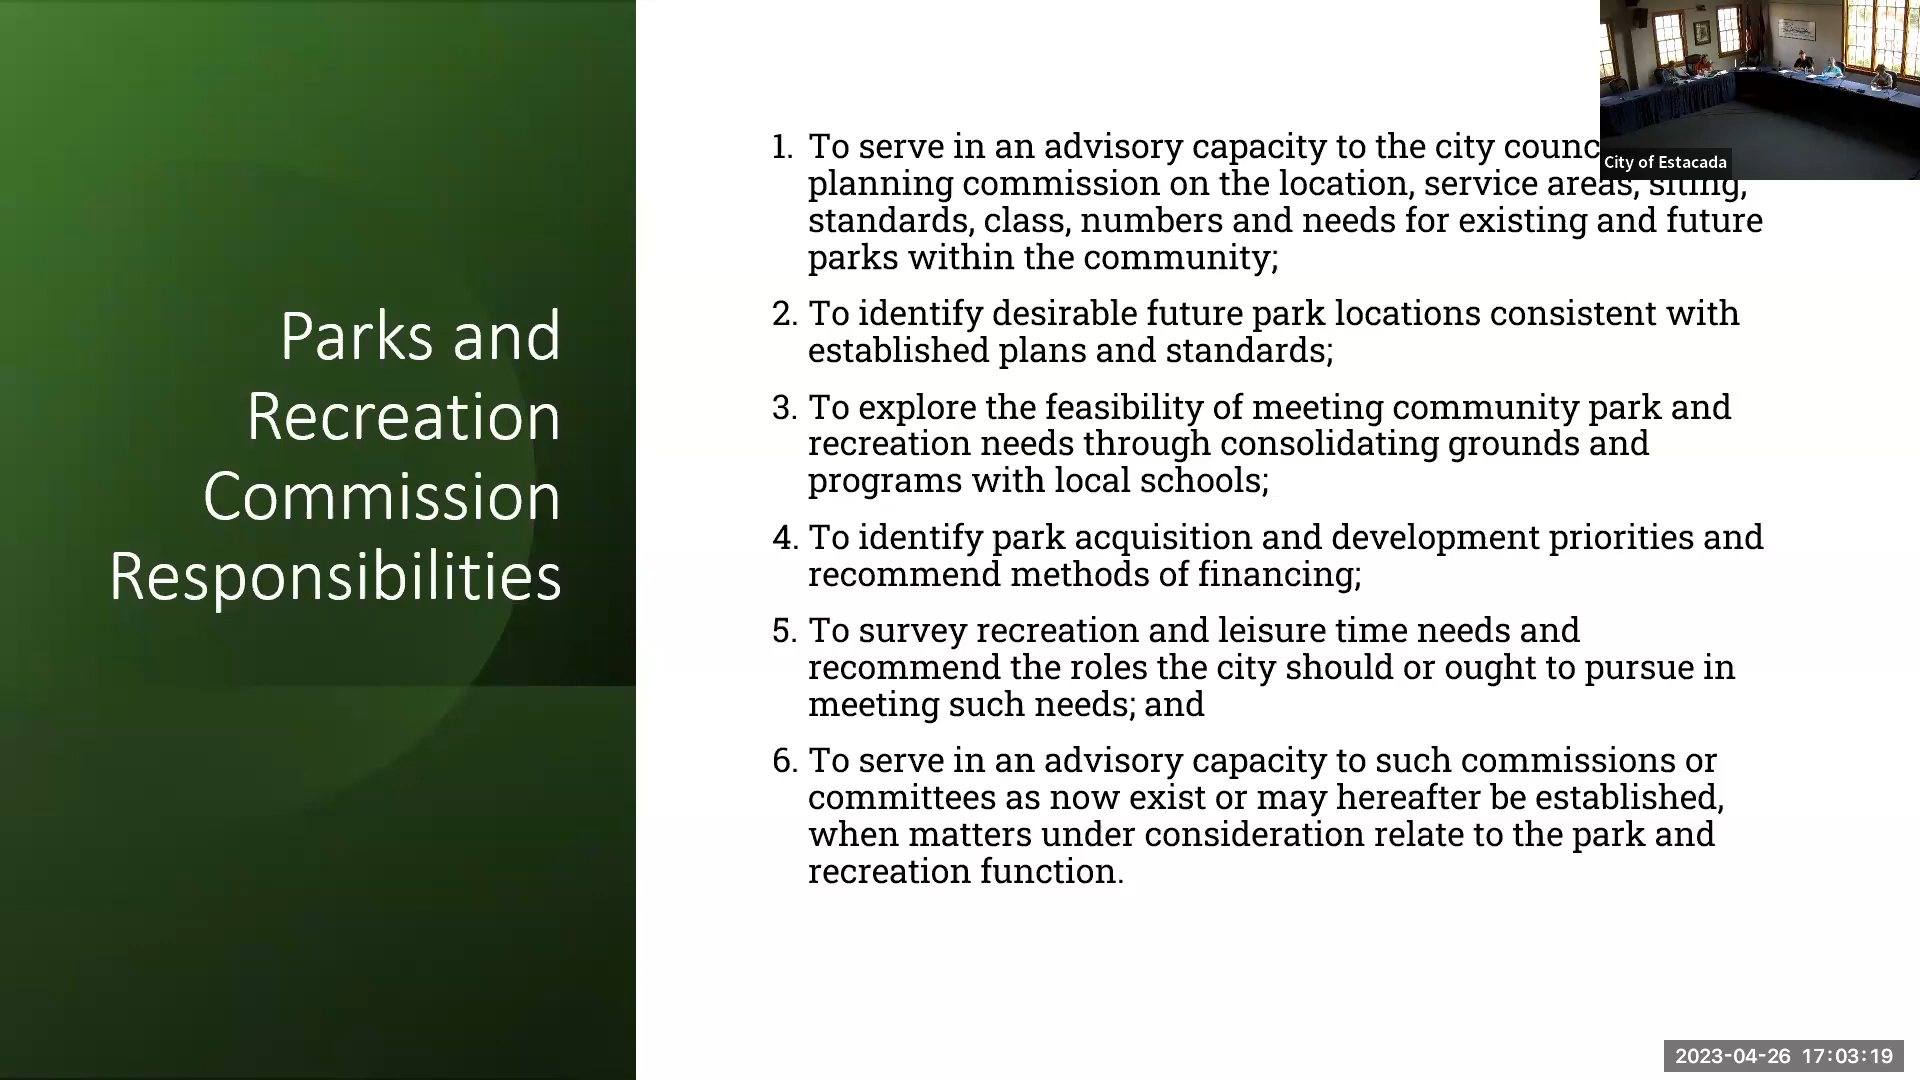 Parks and
Recreation
Commission
Responsibilities
1. To serve in an advisory capacity to the city
planning commission on the location, service areas, siting,
standards, class, numbers and needs for existing and future
parks within the community;
2. To identify desirable future park locations consistent with
established plans and standards;
3. To explore the feasibility of meeting community park and
recreation needs through consolidating grounds and
programs with local schools;
4. To identify park acquisition and development priorities and
recommend methods of financing;
5. To survey recreation and leisure time needs and
recommend the roles the city should or ought to pursue in
meeting such needs; and
6. To serve in an advisory capacity to such commissions or
committees as now exist or may hereafter be established,
when matters under consideration relate to the park and
recreation function.
City of Estacada
2023-04-26 17:03:19